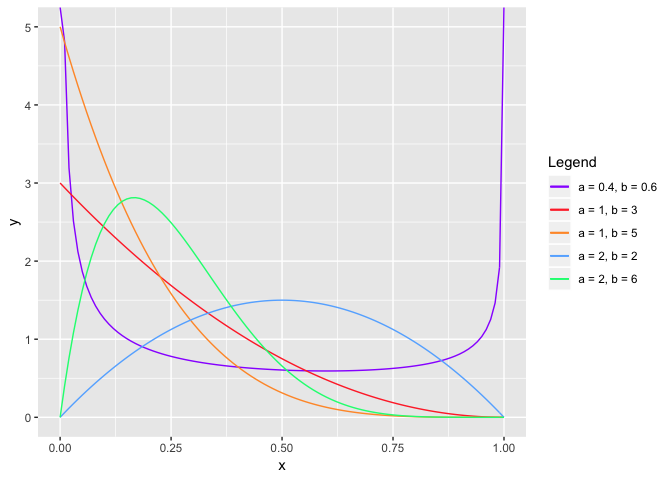 5
4
3
2
1
0
y
0.00 0.25 0.50 0.75 1.00
x
Legend
a = 0.4, b = 0.6
a = 1, b = 3
a = 1, b = 5
a = 2, b = 2
a = 2, b = 6